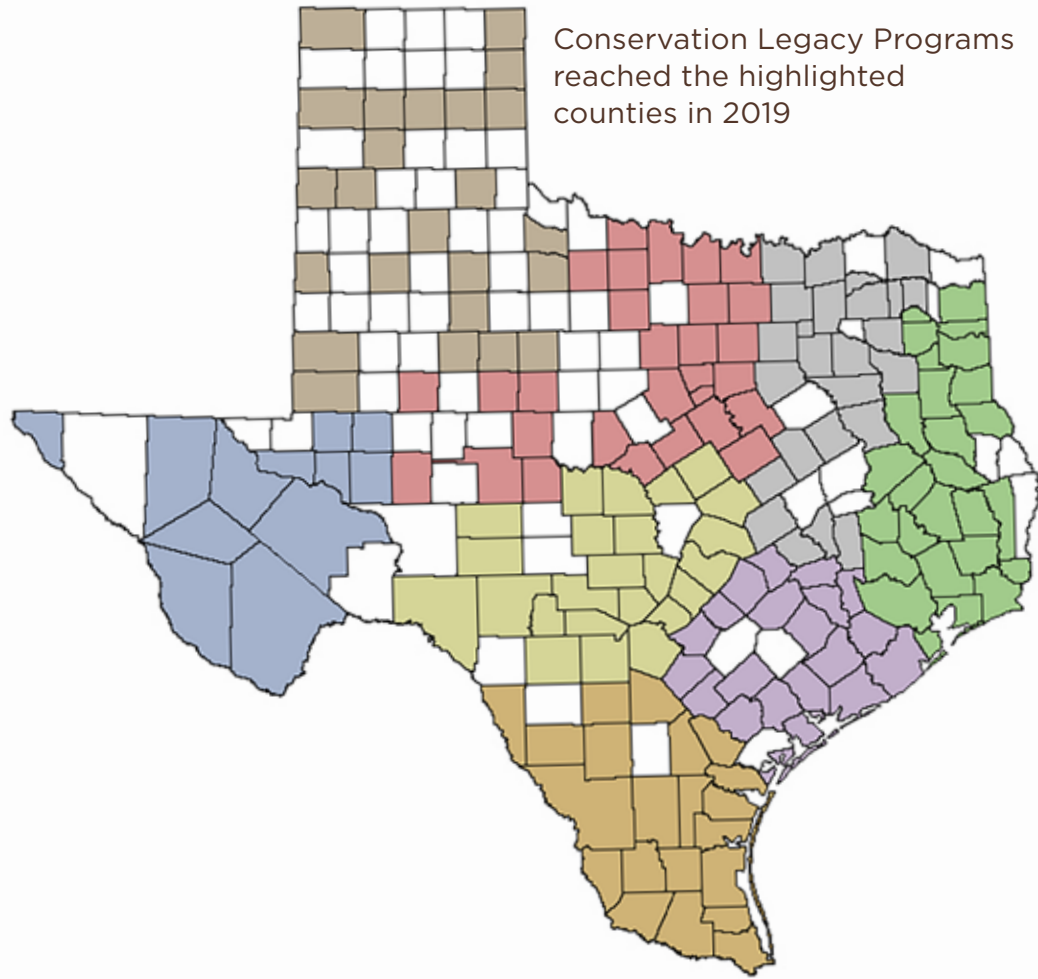 Conservation Legacy Programs
reached the highlighted
counties in 2019